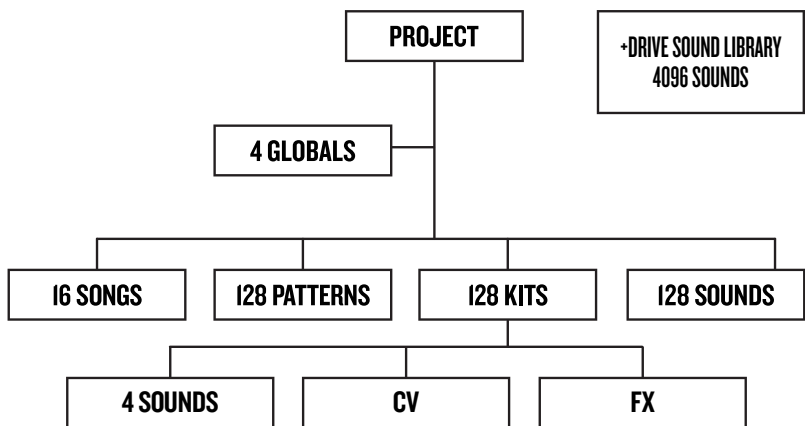 PROJECT
+DRIVE SOUND LIBRARY
4096 SOUNDS
4 GLOBALS
16 SONGS
128 PATTERNS
128 KITS
128 SOUNDS
4 SOUNDS
CV
FX